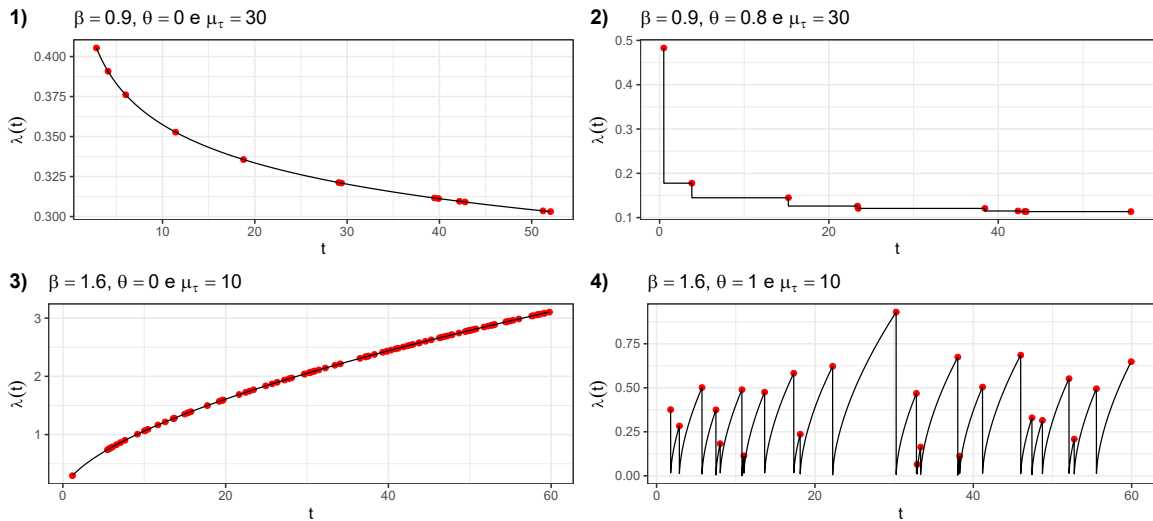 1) β = 0.9, θ = 0 e μτ = 30
λ(t)
0.400
0.375
0.350
0.325
0.300
10 20 30 40 50
t
2) β = 0.9, θ = 0.8 e μτ = 30
λ(t)
0.5
0.4
0.3
0.2
0.1
0 20 40
t
3) β = 1.6, θ = 0 e μτ = 10
λ(t)
3
2
1
0 20 40 60
t
4) β = 1.6, θ = 1 e μτ = 10
λ(t)
0.75
0.50
0.25
0.00
0 20 40 60
t